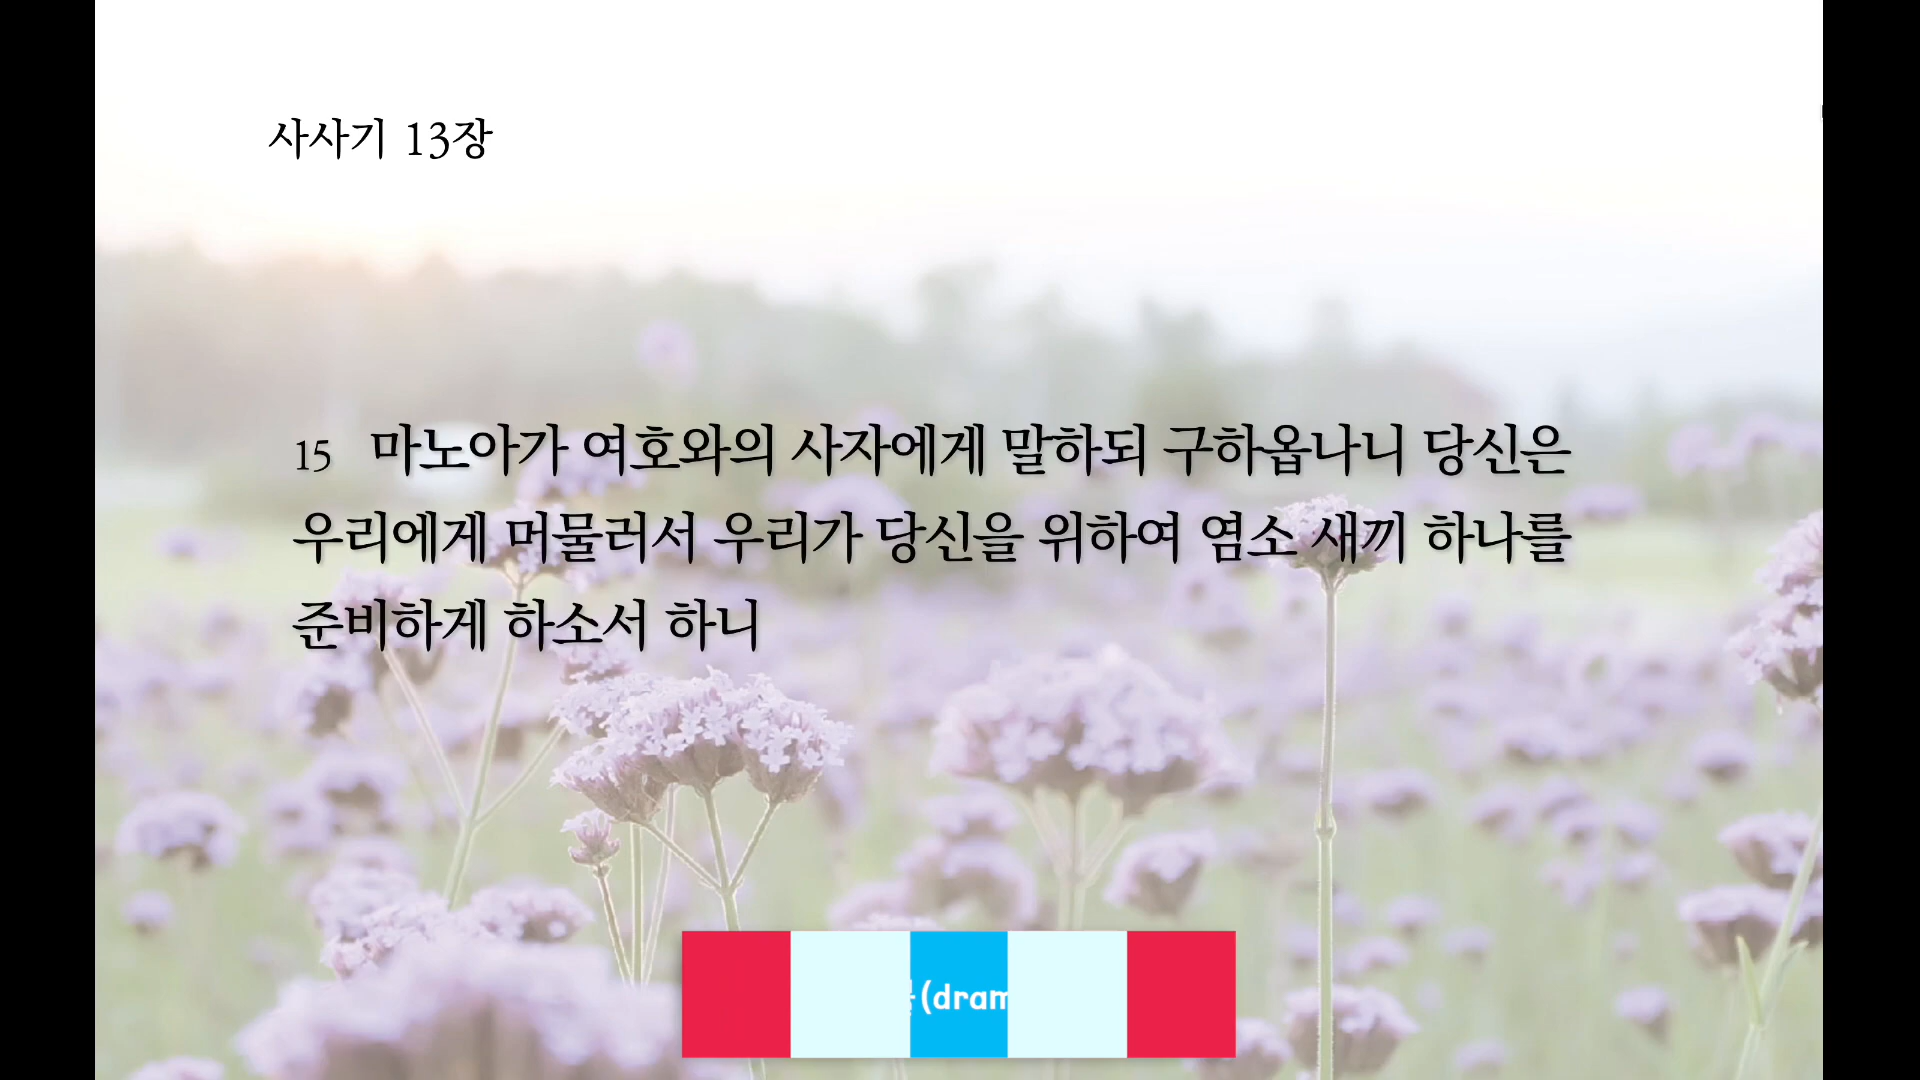 사사기 13장
15 마노아가 여호와의 사자에게 말하되 구하옵나니 당신은
우리에게 머물러서 우리가 당신을 위하여 염소 새끼 하나를
준비하게 하소서 하니
(dram